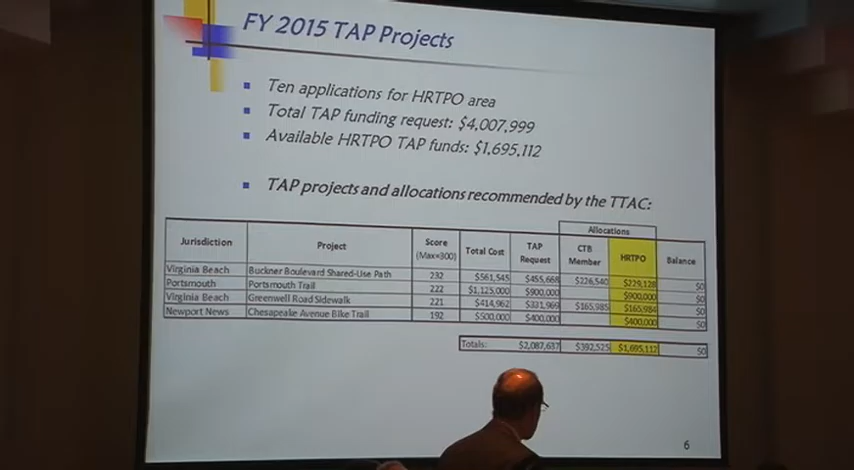 FY 2015 TAP Projects
Ten applications for HRTPO area
Total TAP funding request: $4,007,999
Available HRTPO TAP funds: $1,695,112
TAP projects and allocations recommended by the TTAC:
Allocations
Jurisdiction Project Score (Max=300) Total Cost TAP Request CTB Member HRTPO Balance
Virginia Beach Buckner Boulevard Shared-Use Path 232 $561,545 $455,668 $226,540 $229,128 $0
Portsmouth Portsmouth Trail 222 $1,125,000 $900,000 $900,000 $0
Virginia Beach Greenwell Road Sidewalk 221 $414,962 $331,969 $165,985 $165,984 $0
Newport News Chesapeake Avenue Bike Trail 192 $500,000 $400,000 $400,000 $0
Totals: $2,087,637 $392,525 $1,695,112 $0
6